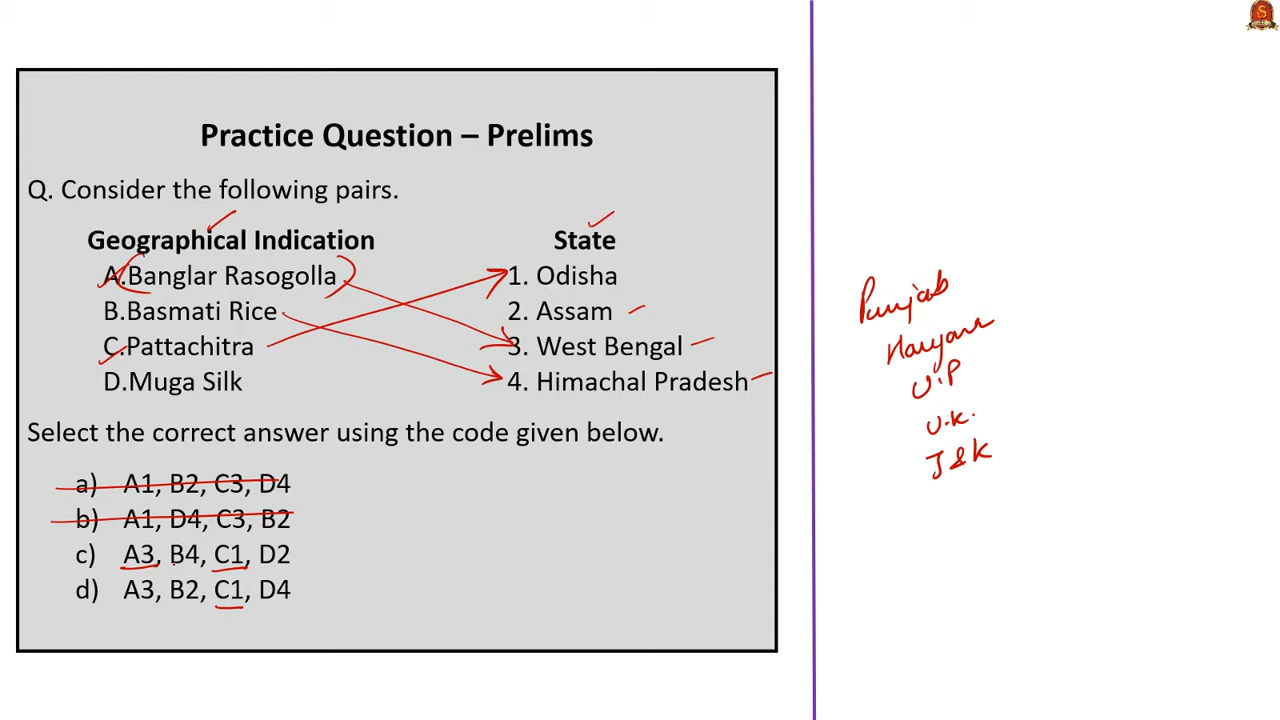 Practice Question – Prelims
Q. Consider the following pairs.
Geographical Indication State
A.Banglar Rasogolla 1. Odisha
B.Basmati Rice 2. Assam
C.Pattachitra 3. West Bengal
D.Muga Silk 4. Himachal Pradesh
Select the correct answer using the code given below.
a) A1, B2, C3, D4
b) A1, D4, C3, B2
c) A3, B4, C1, D2
d) A3, B2, C1, D4
Punjab
Haryana
U.P
U.K.
J&K